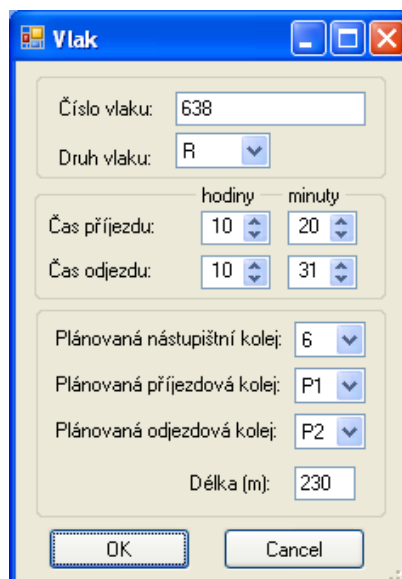 Vlak
Číslo vlaku: 638
Druh vlaku: R
hodiny minuty
Čas příjezdu: 10 20
Čas odjezdu: 10 31
Plánovaná nástupištní kolej: 6
Plánovaná příjezdová kolej: P1
Plánovaná odjezdová kolej: P2
Délka (m): 230
OK Cancel